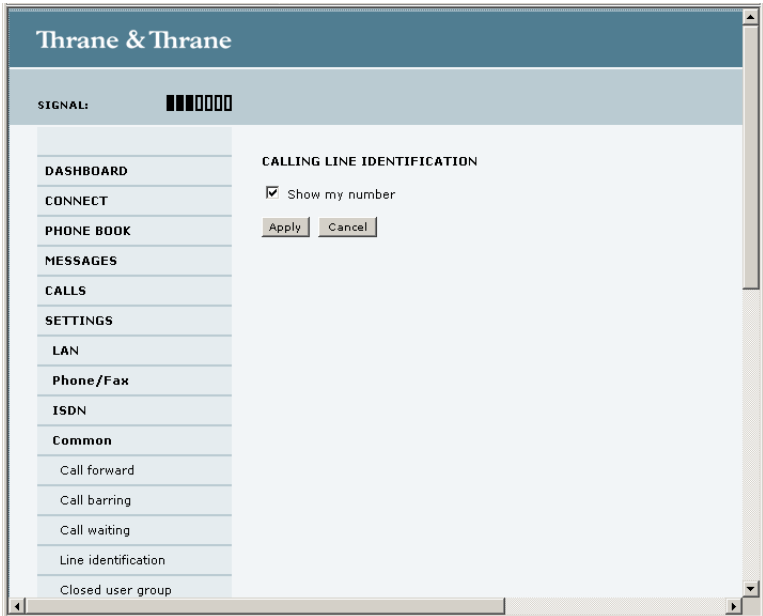 Thrane & Thrane
SIGNAL:
DASHBOARD
CONNECT
PHONE BOOK
MESSAGES
CALLS
SETTINGS
LAN
Phone/Fax
ISDN
Common
Call forward
Call barring
Call waiting
Line identification
Closed user group
CALLING LINE IDENTIFICATION
Show my number
Apply Cancel